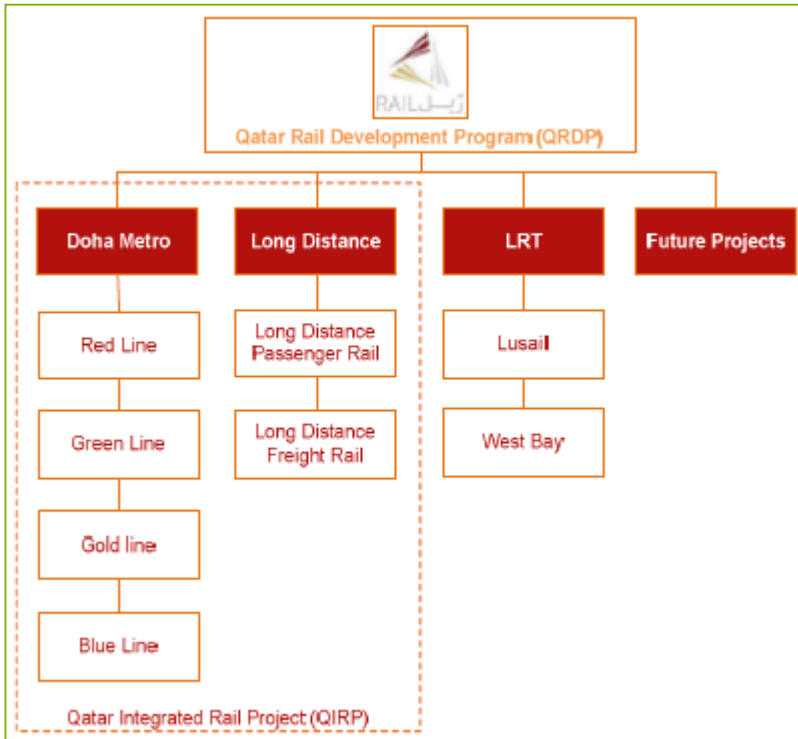 RAIL ريـل
Qatar Rail Development Program (QRDP)
Doha Metro
Long Distance
LRT
Future Projects
Red Line
Green Line
Gold line
Blue Line
Long Distance
Passenger Rail
Long Distance
Freight Rail
Lusail
West Bay
Qatar Integrated Rail Project (QIRP)